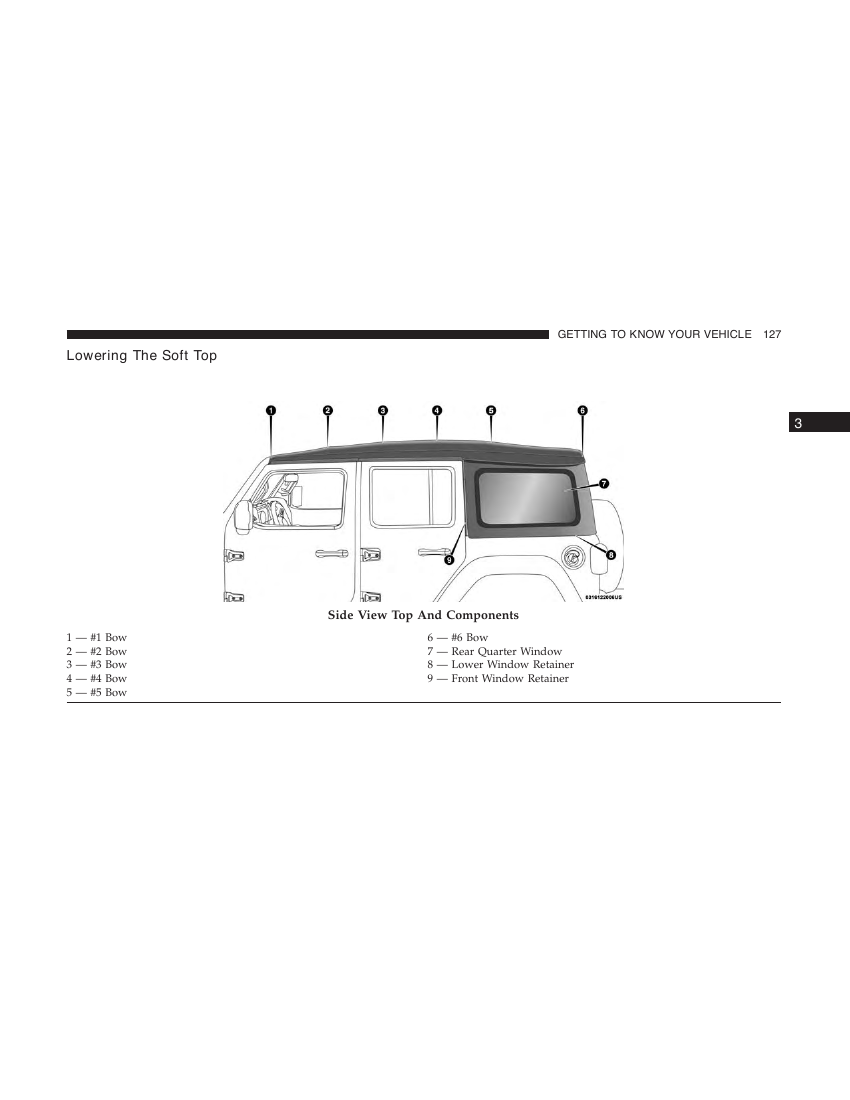 GETTING TO KNOW YOUR VEHICLE 127
Lowering The Soft Top
3
1 2 3 4 5 6
7
8
9
0316122006US
Side View Top And Components
1 — #1 Bow
2 — #2 Bow
3 — #3 Bow
4 — #4 Bow
5 — #5 Bow
6 — #6 Bow
7 — Rear Quarter Window
8 — Lower Window Retainer
9 — Front Window Retainer